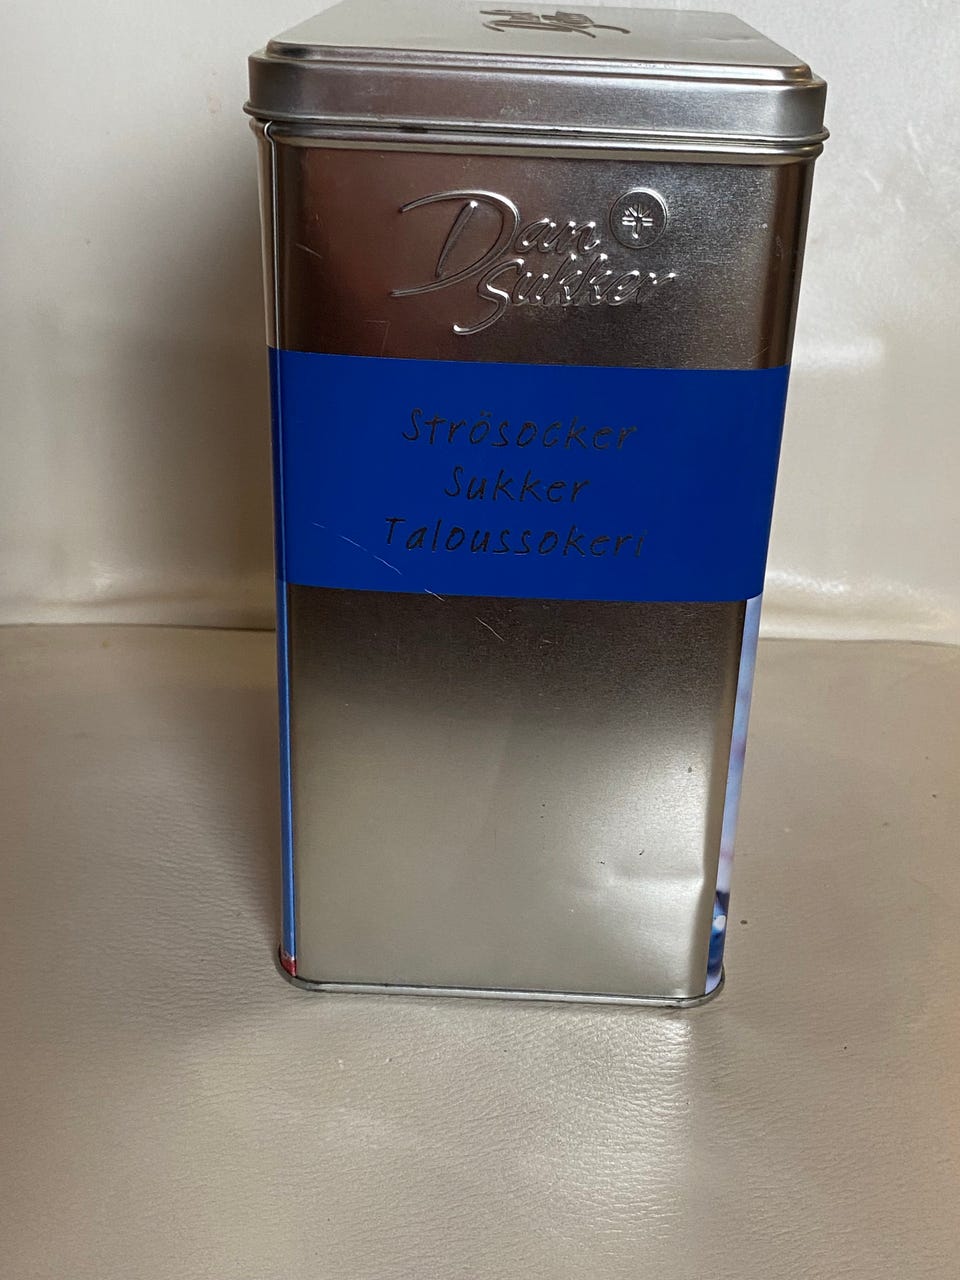 Dan
Sukker
Strösocker
Sukker
Taloussokeri